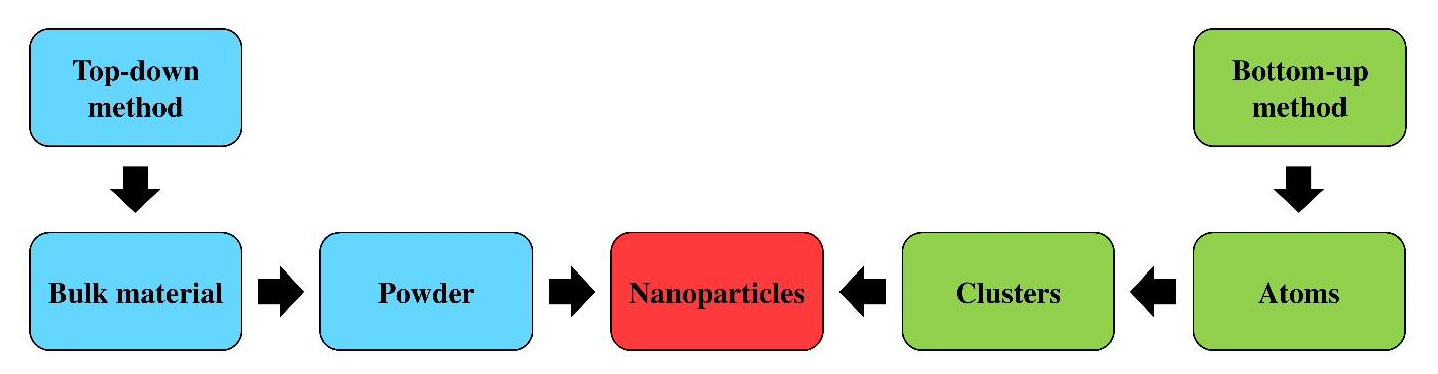 Top-down
method
Bottom-up
method
Bulk material
Powder
Nanoparticles
Clusters
Atoms